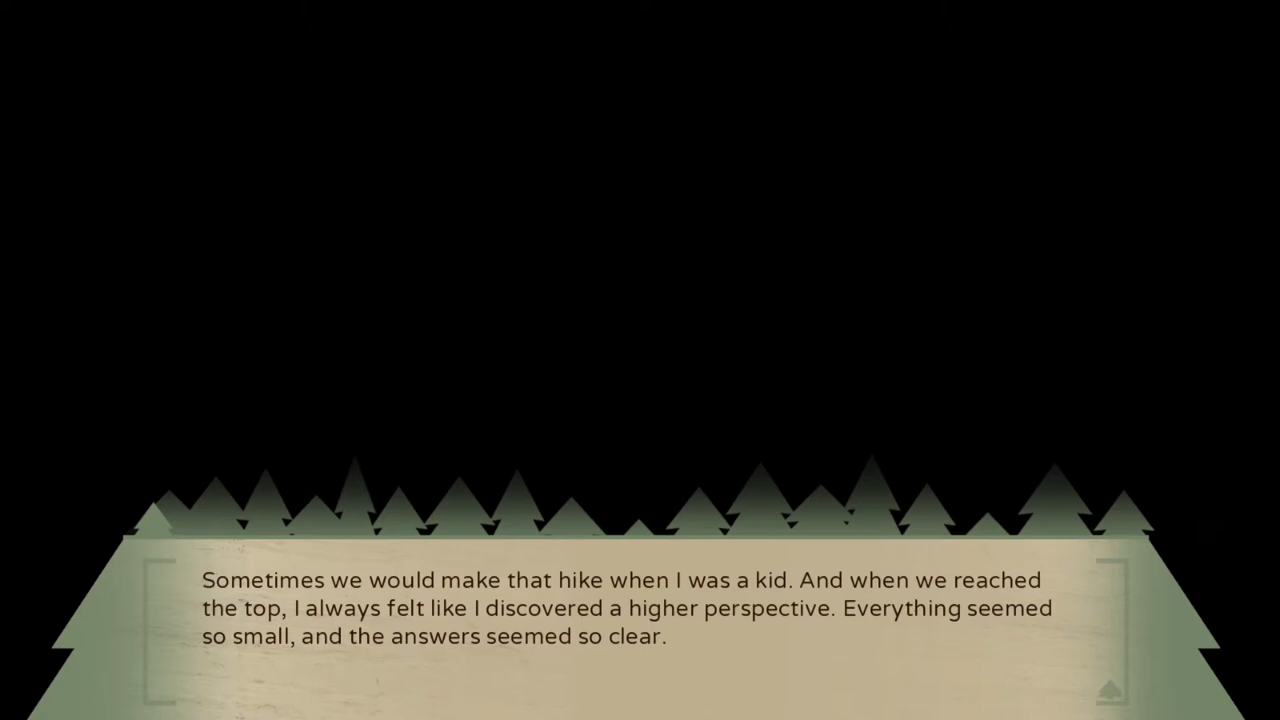 Sometimes we would make that hike when I was a kid. And when we reached
the top, I always felt like I discovered a higher perspective. Everything seemed
so small, and the answers seemed so clear.